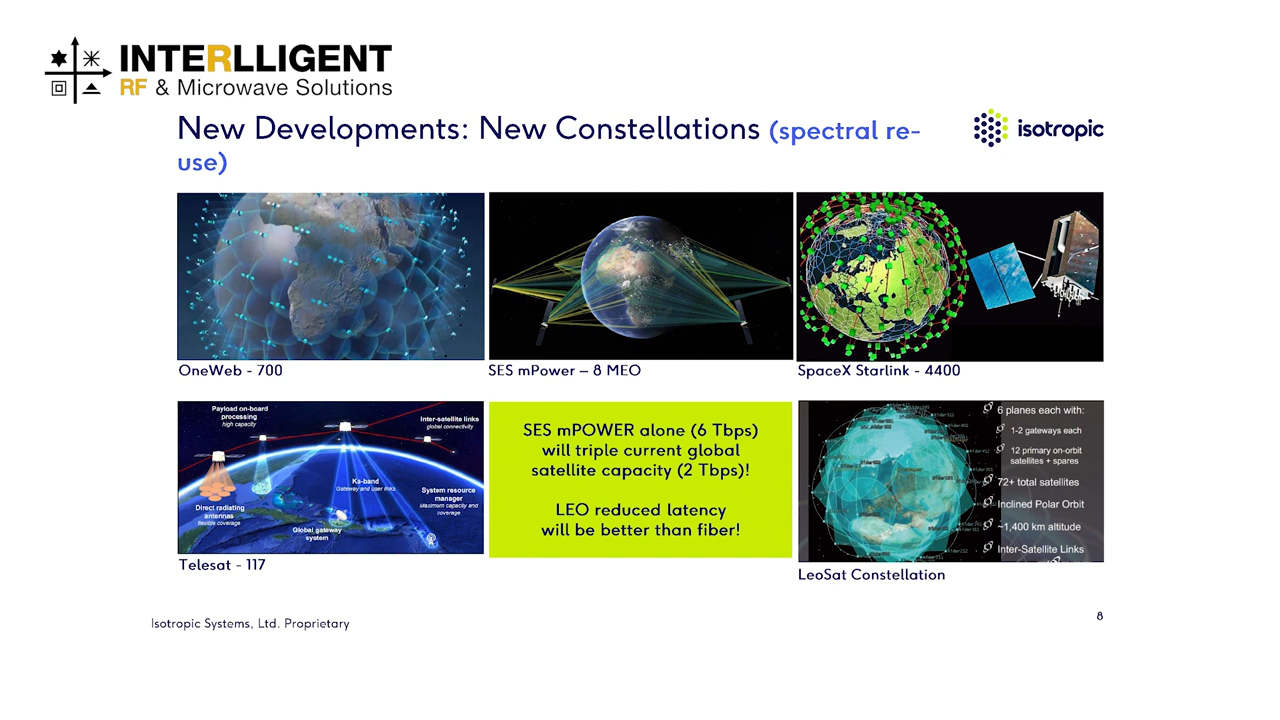 INTERLLIGENT
RF & Microwave Solutions
New Developments: New Constellations (spectral re-
use)
isotropic
OneWeb - 700
SES mPower – 8 MEO
SpaceX Starlink - 4400
Payload on-board
processing
high capacity
Inter-satellite links
global connectivity
Ka-band
Gateway and User links
System resource
manager
Maximum capacity and
coverage
Direct radiating
antennas
flexible coverage
Global gateway
system
Telesat - 117
SES mPOWER alone (6 Tbps)
will triple current global
satellite capacity (2 Tbps)!
LEO reduced latency
will be better than fiber!
6 planes each with:
1-2 gateways each
12 primary on-orbit
satellites + spares
72+ total satellites
Inclined Polar Orbit
~1,400 km altitude
Inter-Satellite Links
LeoSat Constellation
Isotropic Systems, Ltd. Proprietary
8